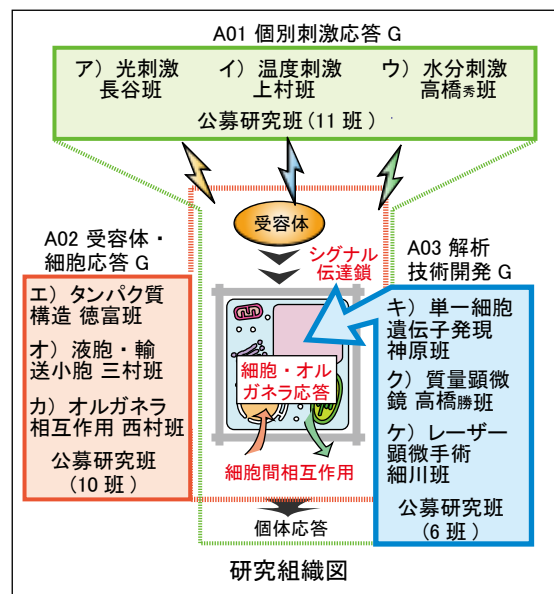 A01 個別刺激応答 G
ア）光刺激 イ）温度刺激 ウ）水分刺激
長谷班 上村班 高橋秀班
公募研究班（11 班）
受容体
シグナル
伝達鎖
A02 受容体・
細胞応答 G
エ）タンパク質
構造 徳富班
オ）液胞・輸
送小胞 三村班
カ）オルガネラ
相互作用 西村班
公募研究班
（10 班）
細胞・オル
ガネラ応答
細胞間相互作用
A03 解析
技術開発 G
キ）単一細胞
遺伝子発現
神原班
ク）質量顕微
鏡 高橋勝班
ケ）レーザー
顕微手術
細川班
公募研究班
（6 班）
個体応答
研究組織図